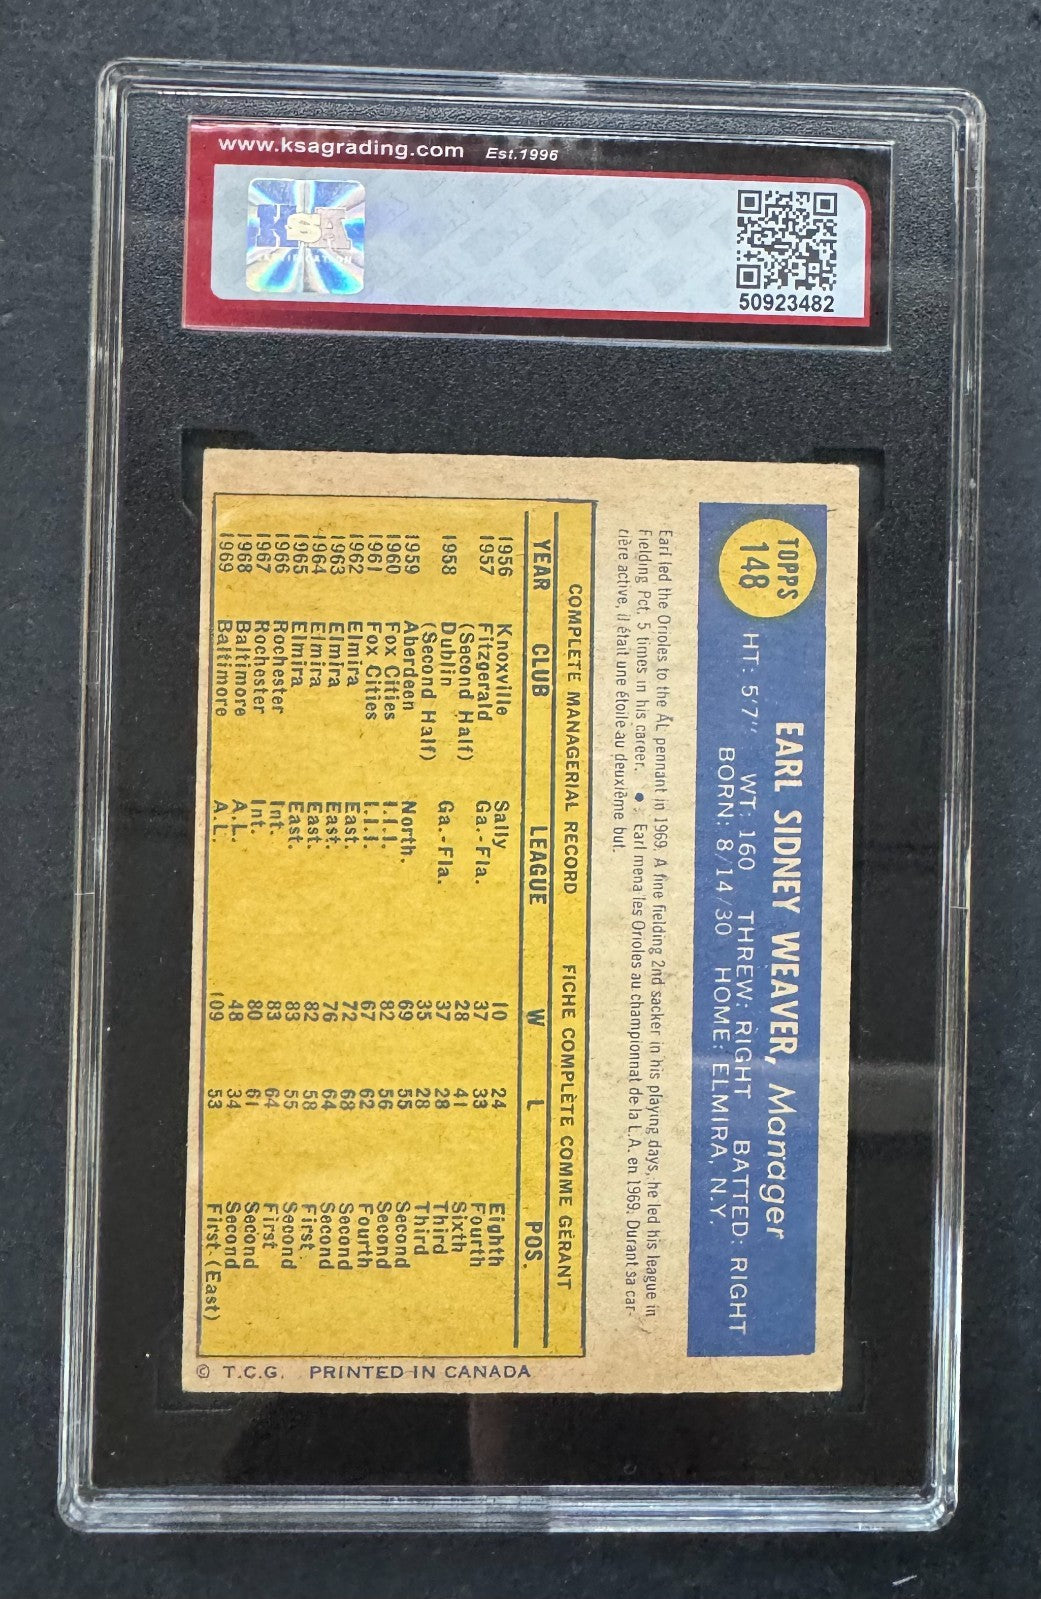 www.ksagrading.com Est.1996
KSA
CERTIFICATION
50923482
TOPPS
148
EARL SIDNEY WEAVER, Manager
HT: 5'7" WT: 160 THREW: RIGHT BATTED: RIGHT
BORN: 8/14/30 HOME: ELMIRA, N.Y.
Earl led the Orioles to the AL pennant in 1969. A fine fielding 2nd sacker in his playing days, he led his league in
Fielding Pct. 5 times in his career. • Earl mena les Orioles au championnat de la L.A. en 1969. Durant sa car-
rière active, il était une étoile au deuxième but.
COMPLETE MANAGERIAL RECORD FICHE COMPLÈTE COMME GÉRANT
YEAR CLUB LEAGUE W L POS.
1956 Knoxville Sally 10 24 Eighth
1957 Fitzgerald Ga.-Fla. 37 33 Fourth
(Second Half) 28 41 Sixth
1958 Dublin Ga.-Fla. 37 28 Third
(Second Half) 35 28 Third
1959 Aberdeen North. 69 55 Second
1960 Fox Cities I.I.I. 82 56 Second
1961 Fox Cities I.I.I. 67 62 Fourth
1962 Elmira East. 72 68 Second
1963 Elmira East. 76 64 Second
1964 Elmira East. 82 58 First
1965 Elmira East. 83 55 Second
1966 Rochester Int. 83 64 First
1967 Rochester Int. 80 61 Second
1968 Baltimore A.L. 48 34 Second
1969 Baltimore A.L. 109 53 First (East)
© T.C.G. PRINTED IN CANADA